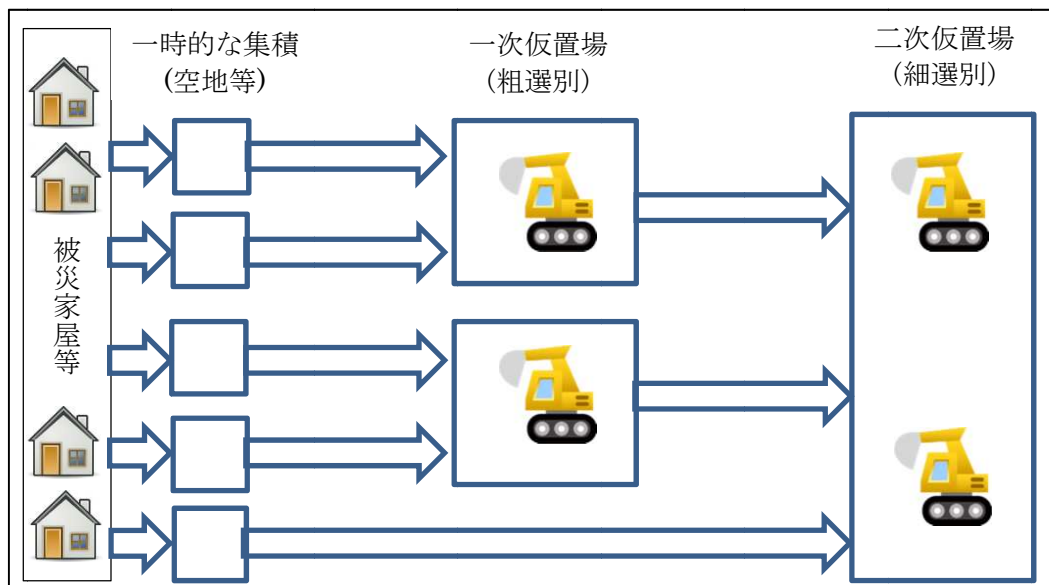 一時的な集積
(空地等)
一次仮置場
（粗選別）
二次仮置場
（細選別）
被災家屋等